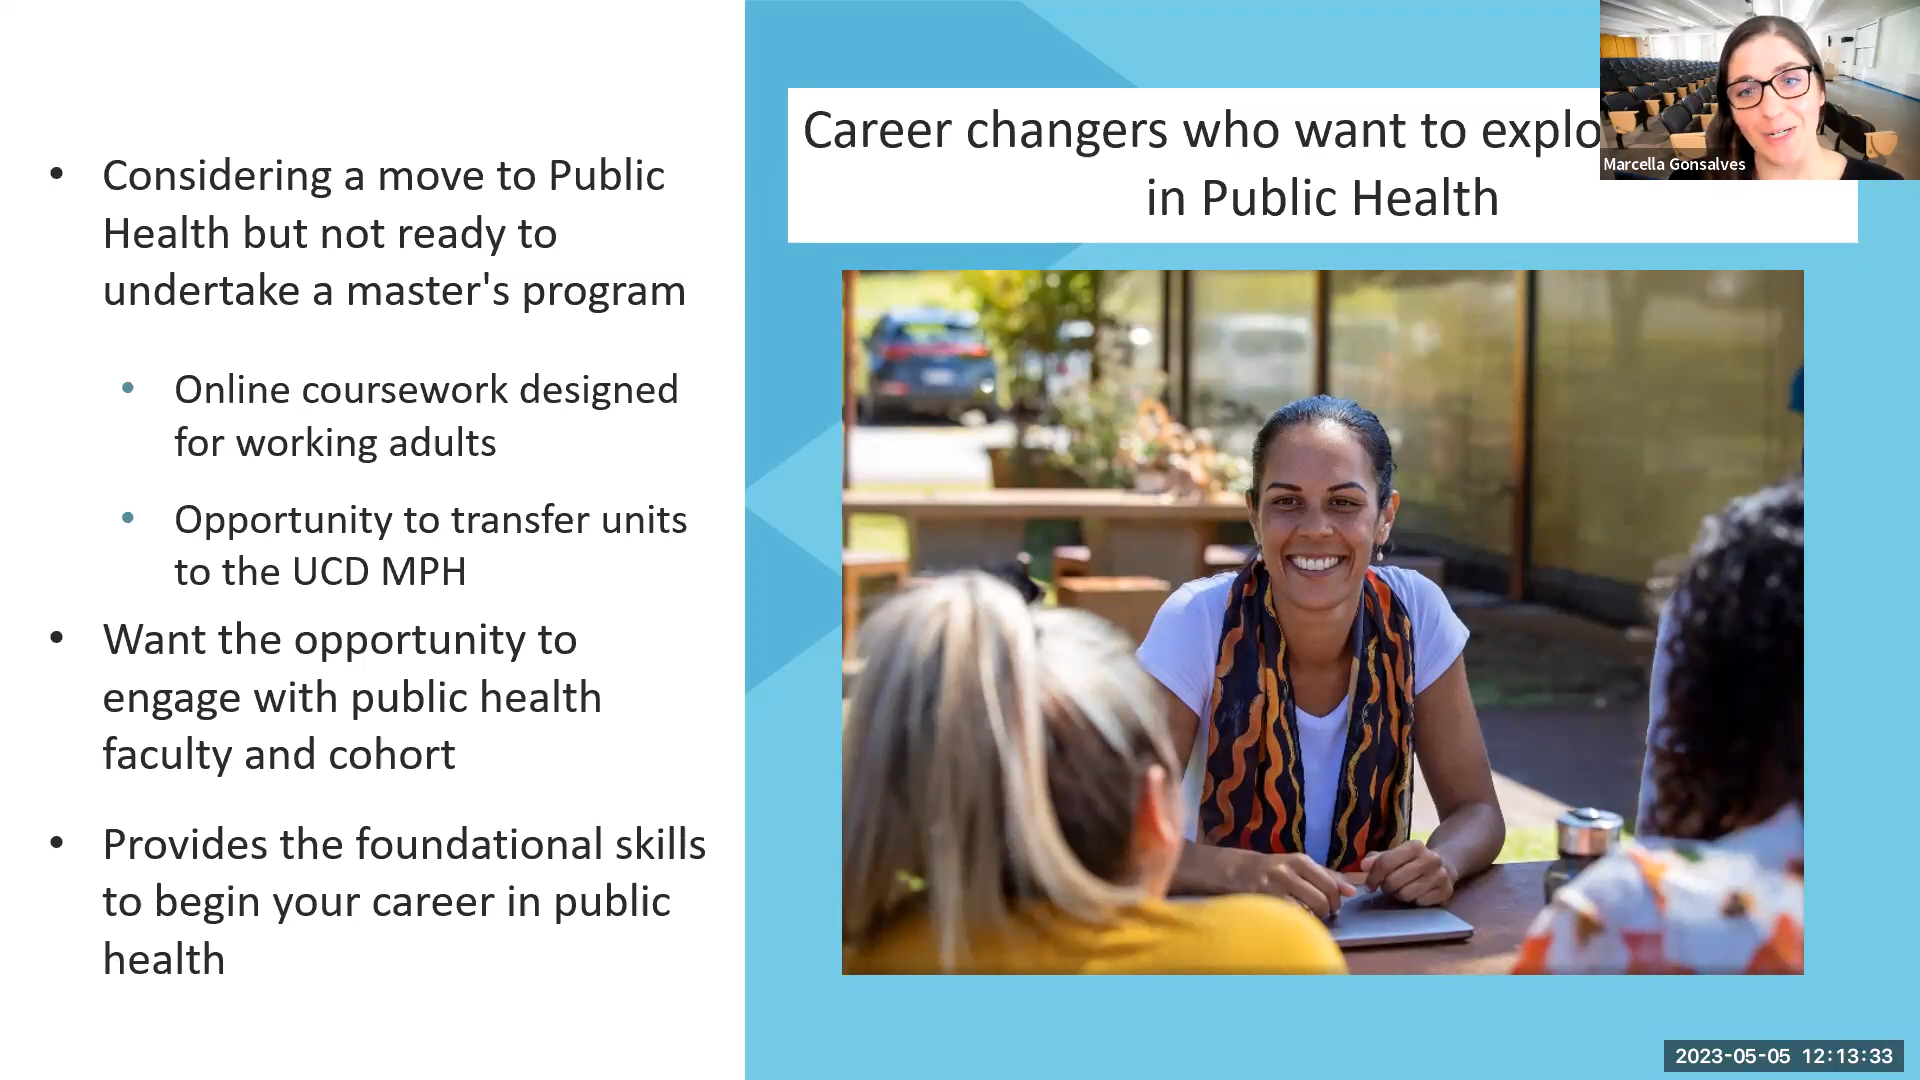 • Considering a move to Public
Health but not ready to
undertake a master's program
• Online coursework designed
for working adults
• Opportunity to transfer units
to the UCD MPH
• Want the opportunity to
engage with public health
faculty and cohort
• Provides the foundational skills
to begin your career in public
health
Career changers who want to explo
in Public Health
Marcella Gonsalves
2023-05-05 12:13:33